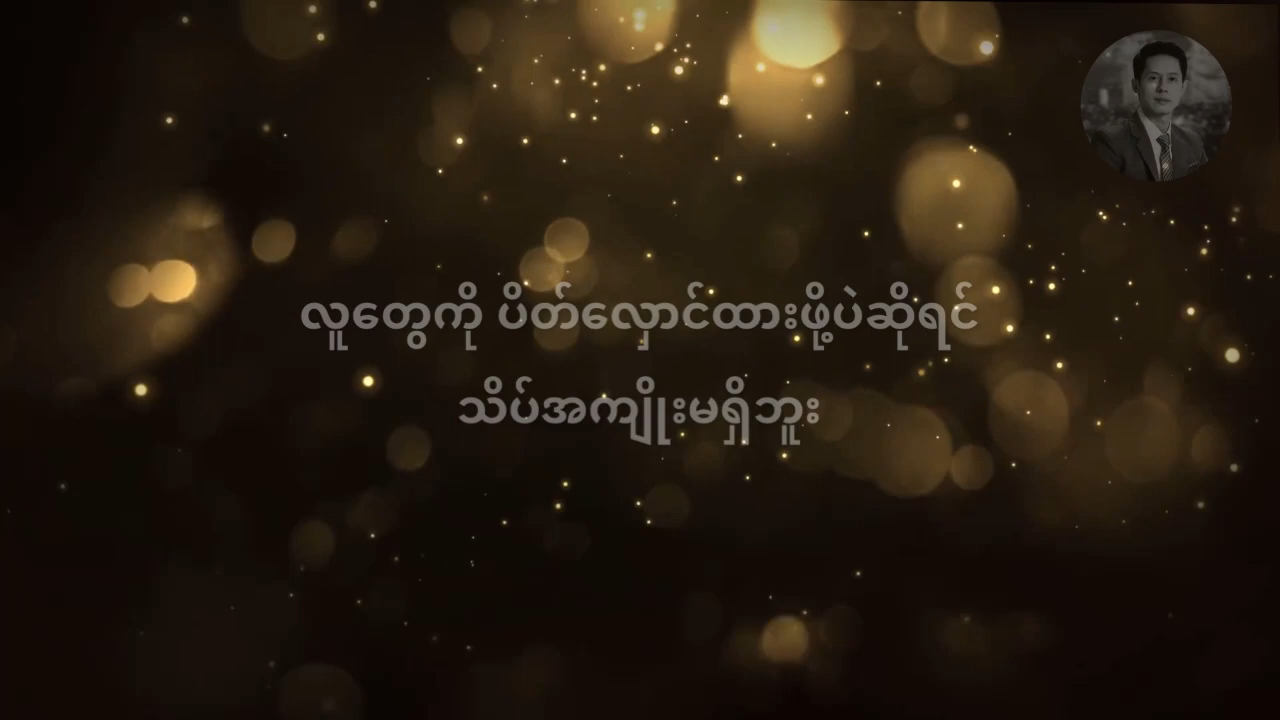 လူတွေကို ပိတ်လှောင်ထားဖို့ပဲဆိုရင်
သိပ်အကျိုးမရှိဘူး